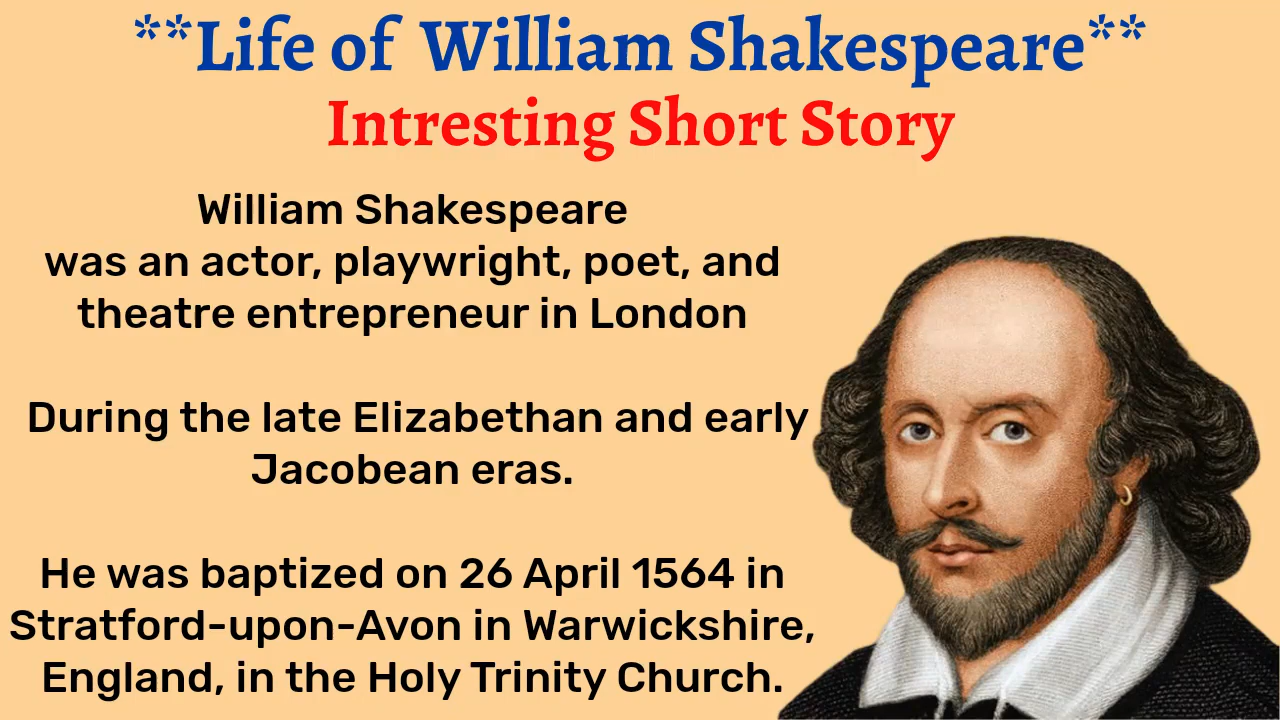 **Life of William Shakespeare**
Intresting Short Story
William Shakespeare
was an actor, playwright, poet, and
theatre entrepreneur in London
During the late Elizabethan and early
Jacobean eras.
He was baptized on 26 April 1564 in
Stratford-upon-Avon in Warwickshire,
England, in the Holy Trinity Church.